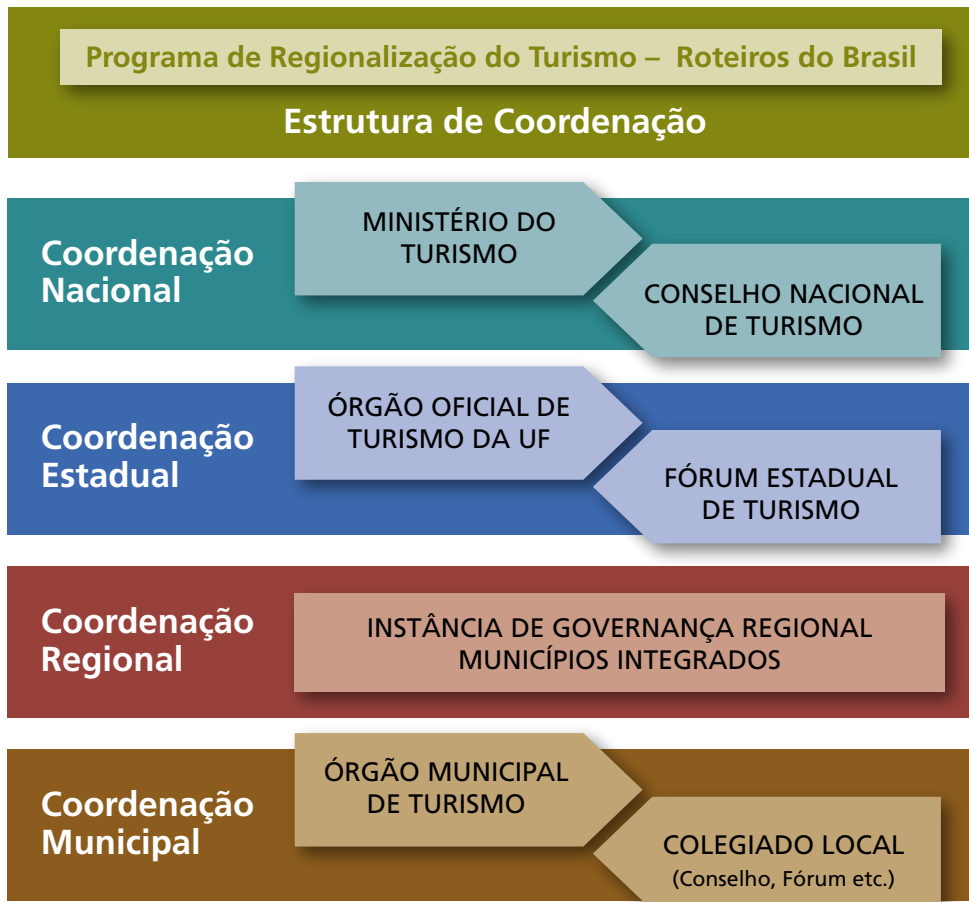 Programa de Regionalização do Turismo – Roteiros do Brasil
Estrutura de Coordenação
Coordenação
Nacional
MINISTÉRIO DO
TURISMO
CONSELHO NACIONAL
DE TURISMO
Coordenação
Estadual
ÓRGÃO OFICIAL DE
TURISMO DA UF
FÓRUM ESTADUAL
DE TURISMO
Coordenação
Regional
INSTÂNCIA DE GOVERNANÇA REGIONAL
MUNICÍPIOS INTEGRADOS
Coordenação
Municipal
ÓRGÃO MUNICIPAL
DE TURISMO
COLEGIADO LOCAL
(Conselho, Fórum etc.)